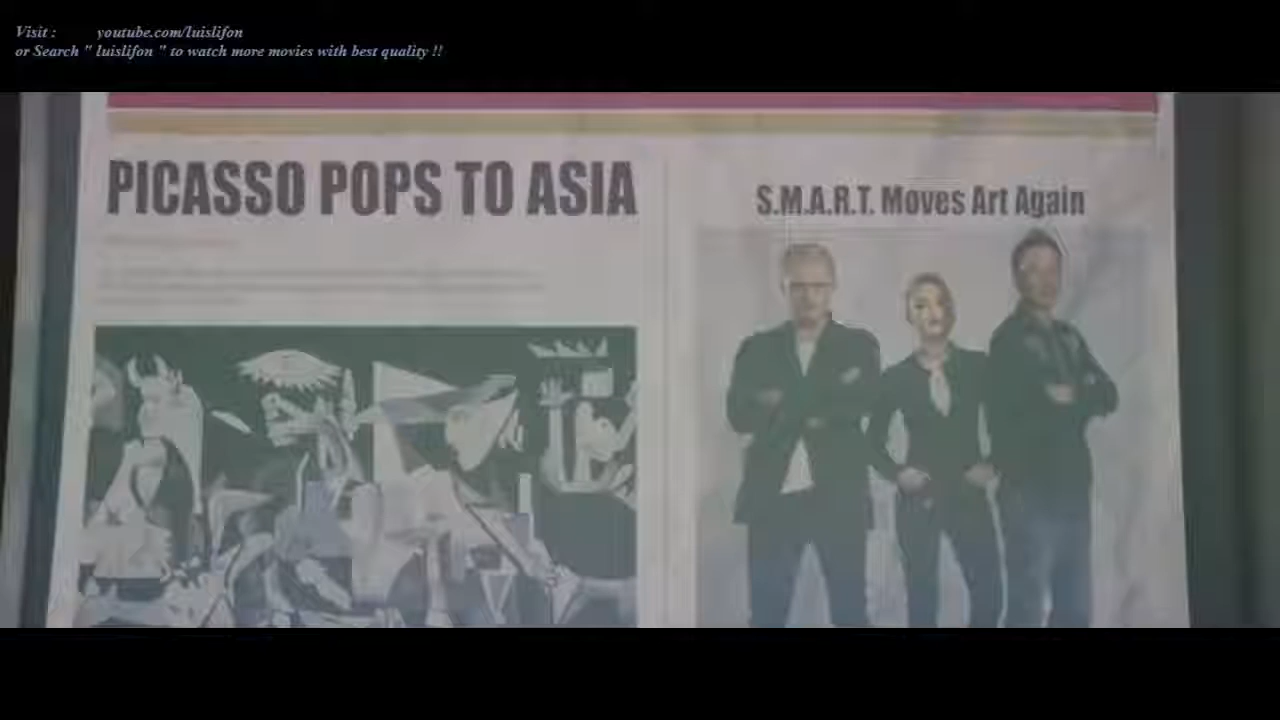 Visit : youtube.com/luislifon
or Search " luislifon " to watch more movies with best quality !!
PICASSO POPS TO ASIA
S.M.A.R.T. Moves Art Again